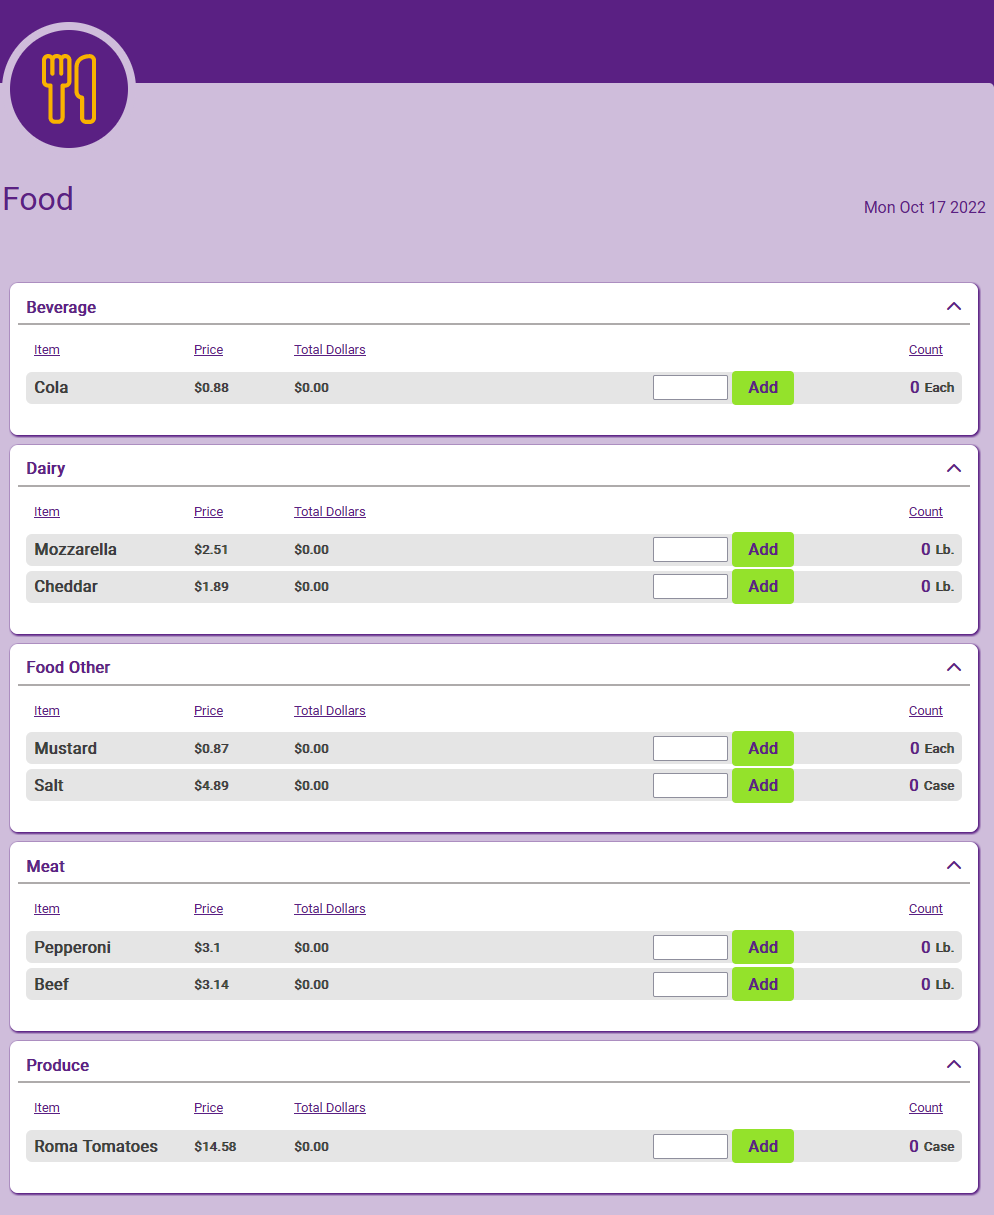 Food
Mon Oct 17 2022
Beverage
Item Price Total Dollars Count
Cola $0.88 $0.00 Add 0 Each
Dairy
Item Price Total Dollars Count
Mozzarella $2.51 $0.00 Add 0 Lb.
Cheddar $1.89 $0.00 Add 0 Lb.
Food Other
Item Price Total Dollars Count
Mustard $0.87 $0.00 Add 0 Each
Salt $4.89 $0.00 Add 0 Case
Meat
Item Price Total Dollars Count
Pepperoni $3.1 $0.00 Add 0 Lb.
Beef $3.14 $0.00 Add 0 Lb.
Produce
Item Price Total Dollars Count
Roma Tomatoes $14.58 $0.00 Add 0 Case